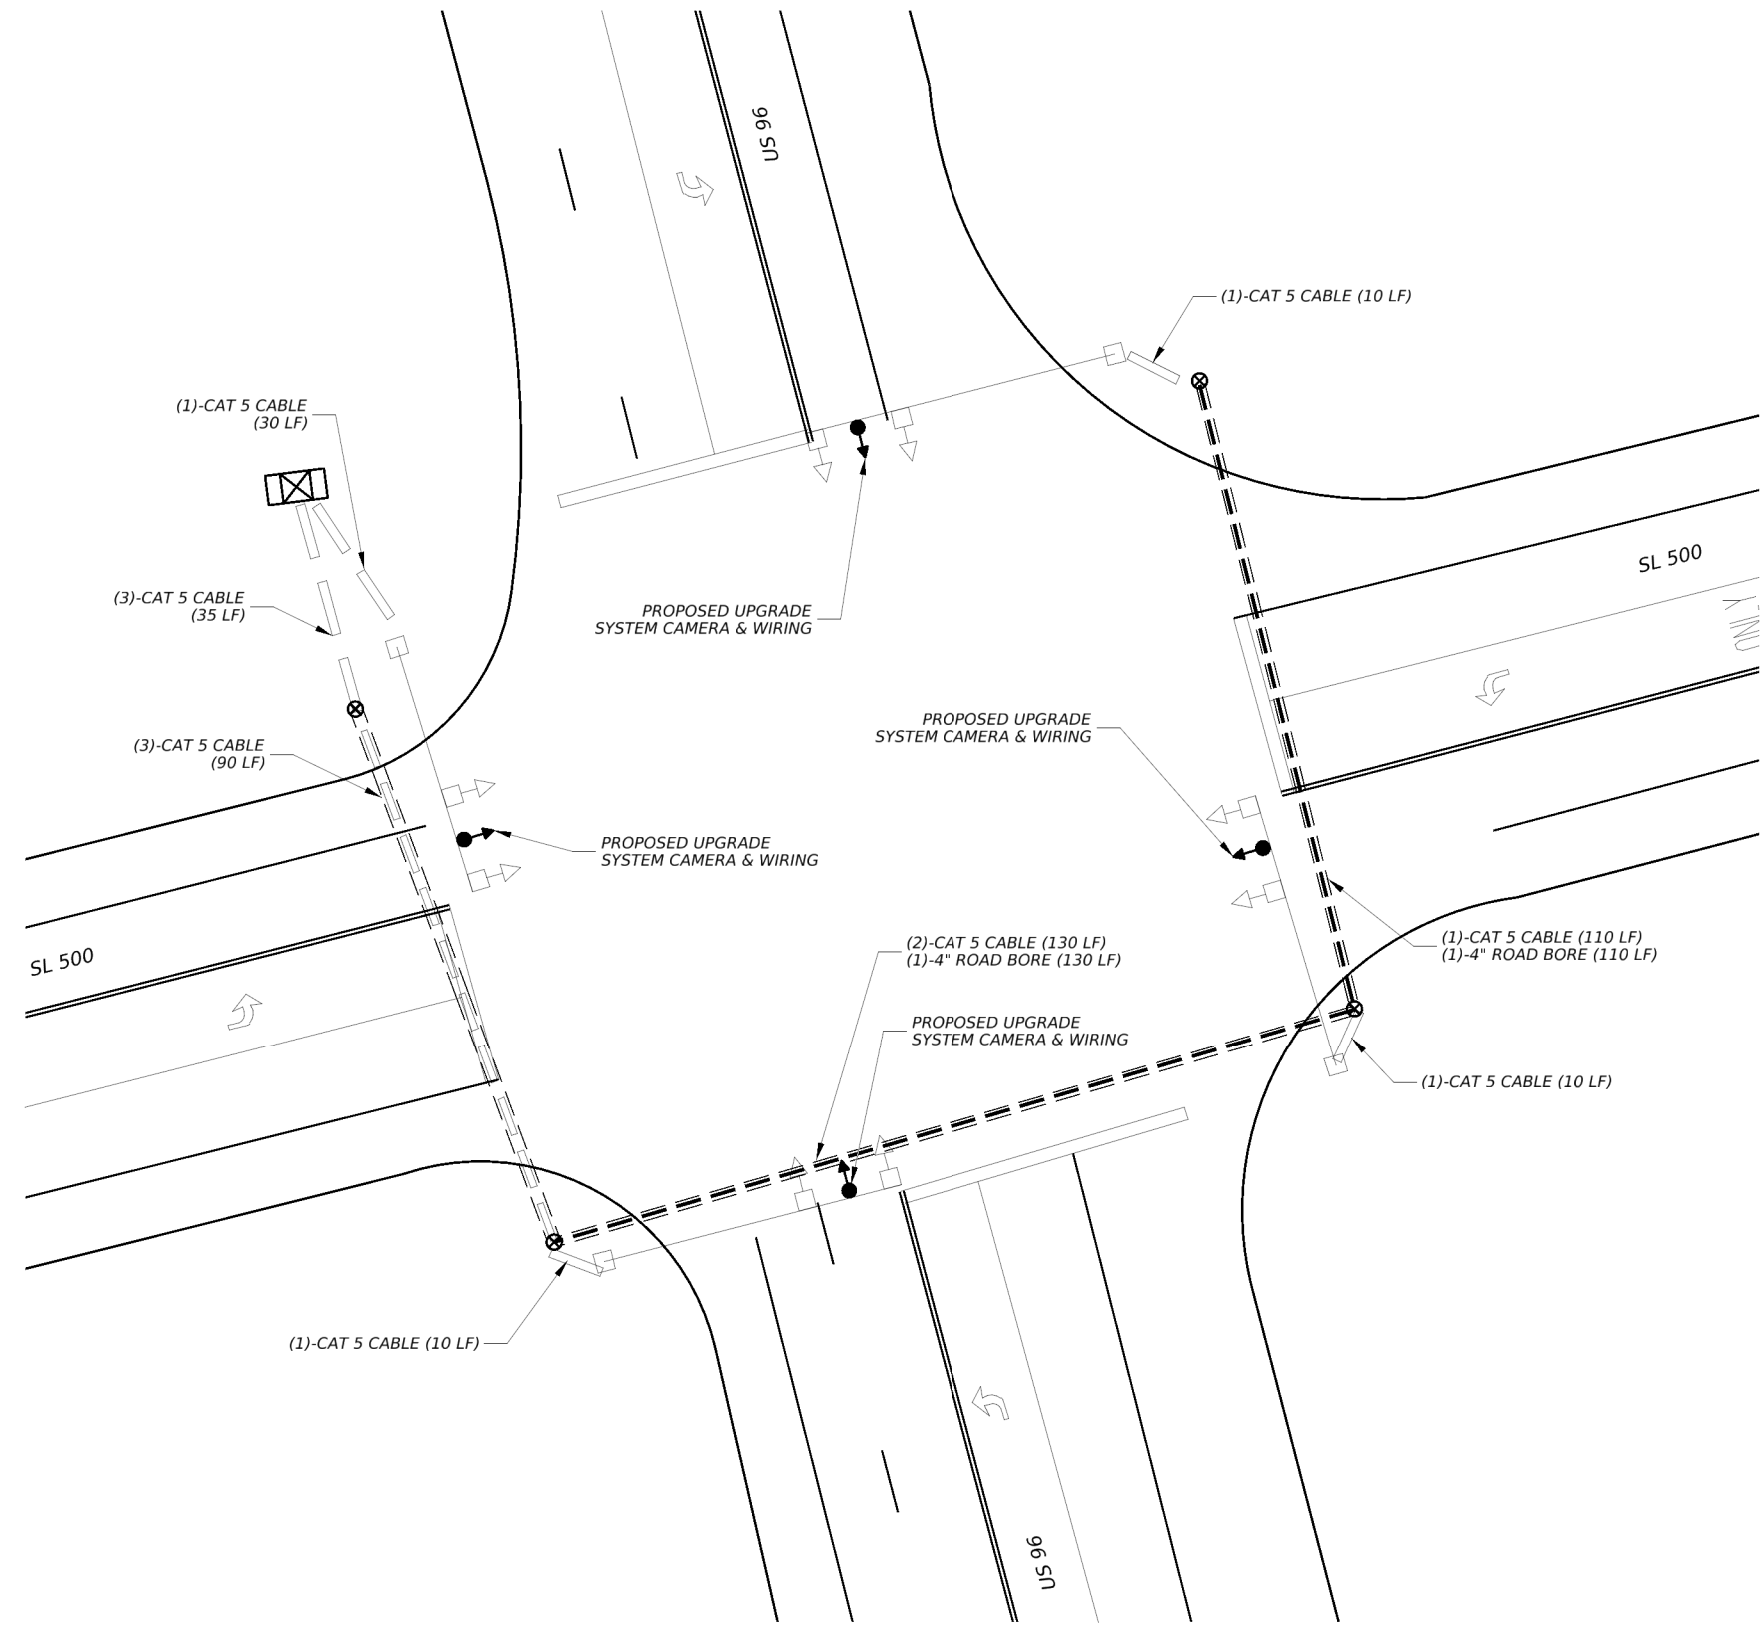 US 96
(1)-CAT 5 CABLE (10 LF)
(1)-CAT 5 CABLE
(30 LF)
SL 500
ONLY
(3)-CAT 5 CABLE
(35 LF)
PROPOSED UPGRADE
SYSTEM CAMERA & WIRING
PROPOSED UPGRADE
SYSTEM CAMERA & WIRING
(3)-CAT 5 CABLE
(90 LF)
PROPOSED UPGRADE
SYSTEM CAMERA & WIRING
SL 500
(2)-CAT 5 CABLE (130 LF)
(1)-4" ROAD BORE (130 LF)
(1)-CAT 5 CABLE (110 LF)
(1)-4" ROAD BORE (110 LF)
PROPOSED UPGRADE
SYSTEM CAMERA & WIRING
(1)-CAT 5 CABLE (10 LF)
(1)-CAT 5 CABLE (10 LF)
US 96